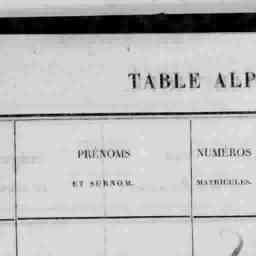 TABLE ALP
PRÉNOMS
ET SURNOM.
NUMÉROS
MATRICULES.